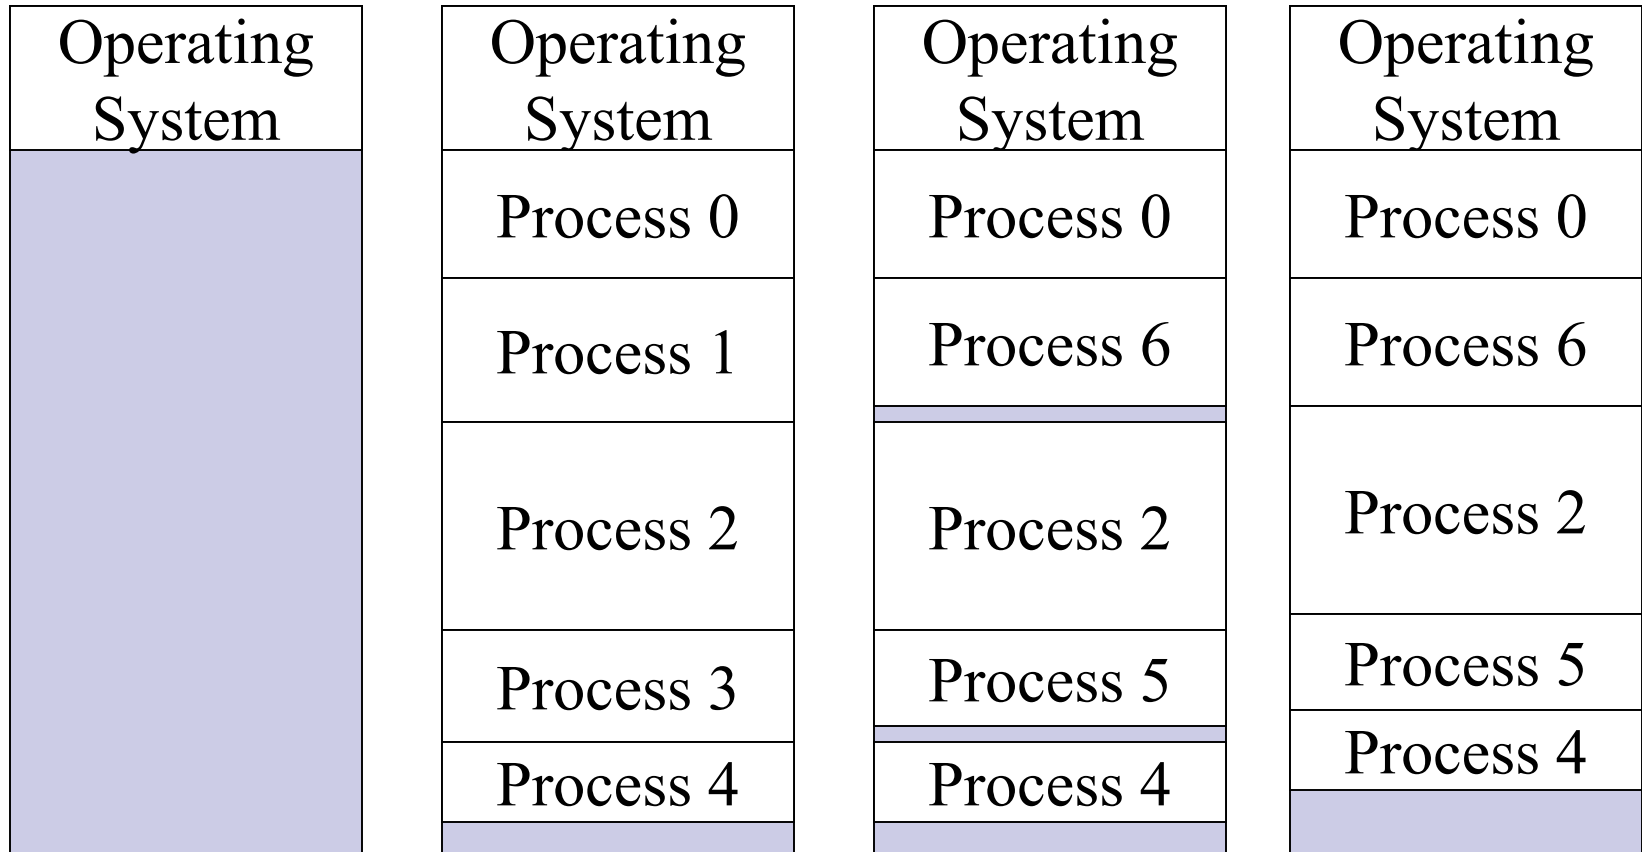 Operating
System
Operating
System
Process 0
Process 1
Process 2
Process 3
Process 4
Operating
System
Process 0
Process 6
Process 2
Process 5
Process 4
Operating
System
Process 0
Process 6
Process 2
Process 5
Process 4